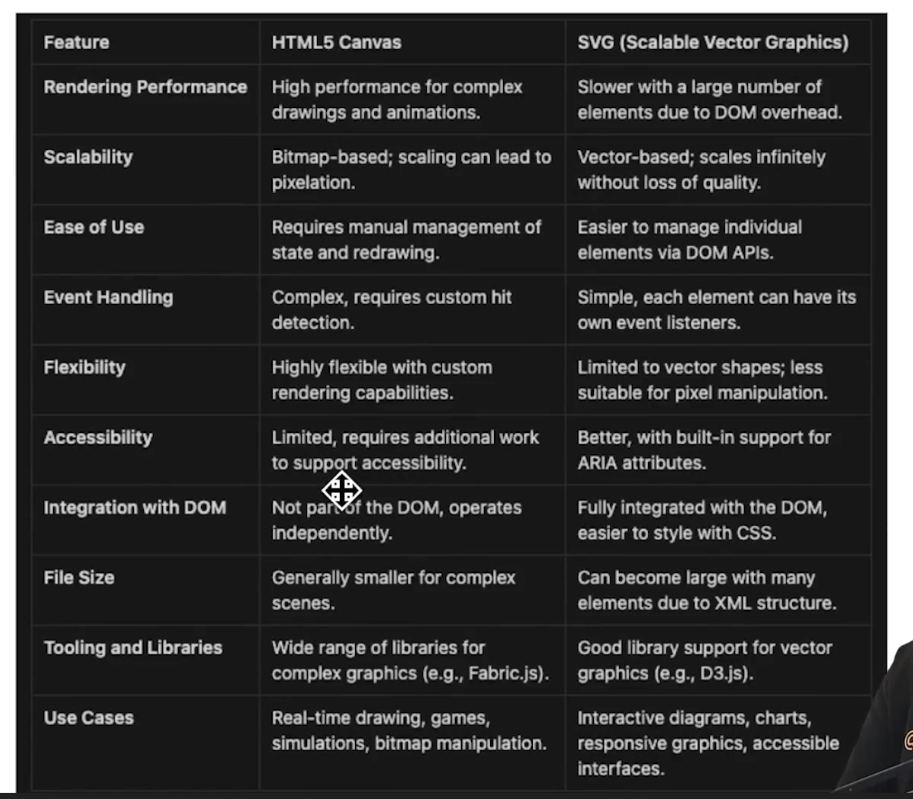 Feature HTML5 Canvas SVG (Scalable Vector Graphics)
Rendering Performance High performance for complex Slower with a large number of
drawings and animations. elements due to DOM overhead.
Scalability Bitmap-based; scaling can lead to Vector-based; scales infinitely
pixelation. without loss of quality.
Ease of Use Requires manual management of Easier to manage individual
state and redrawing. elements via DOM APIs.
Event Handling Complex, requires custom hit Simple, each element can have its
detection. own event listeners.
Flexibility Highly flexible with custom Limited to vector shapes; less
rendering capabilities. suitable for pixel manipulation.
Accessibility Limited, requires additional work Better, with built-in support for
to support accessibility. ARIA attributes.
Integration with DOM Not part of the DOM, operates Fully integrated with the DOM,
independently. easier to style with CSS.
File Size Generally smaller for complex Can become large with many
scenes. elements due to XML structure.
Tooling and Libraries Wide range of libraries for Good library support for vector
complex graphics (e.g., Fabric.js). graphics (e.g., D3.js).
Use Cases Real-time drawing, games, Interactive diagrams, charts,
simulations, bitmap manipulation. responsive graphics, accessible
interfaces.